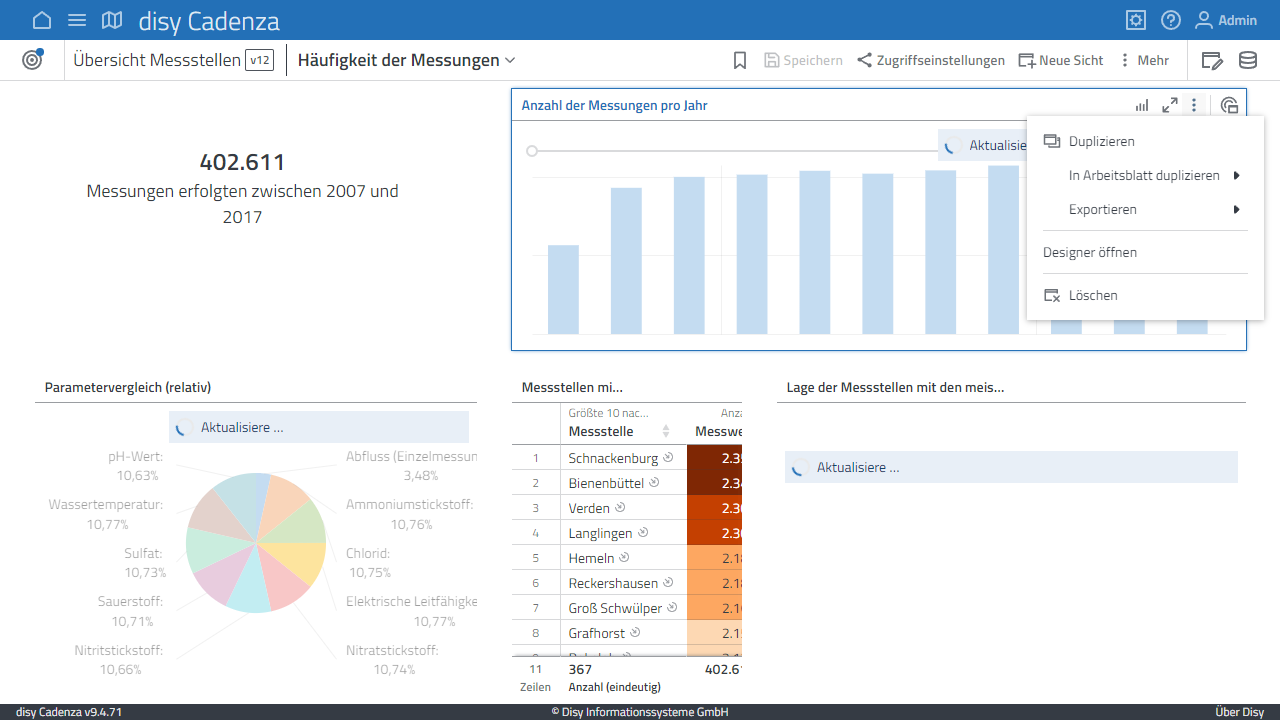 disy Cadenza
Admin
Übersicht Messstellen v12 Häufigkeit der Messungen
Speichern Zugriffseinstellungen Neue Sicht Mehr
402.611
Messungen erfolgten zwischen 2007 und
2017
Anzahl der Messungen pro Jahr
Aktualisie
Duplizieren
In Arbeitsblatt duplizieren
Exportieren
Designer öffnen
Löschen
Parametervergleich (relativ)
Aktualisiere ...
pH-Wert:
10,63%
Wassertemperatur:
10,77%
Sulfat:
10,73%
Sauerstoff:
10,71%
Nitritstickstoff:
10,66%
Abfluss (Einzelmessun
3,48%
Ammoniumstickstoff:
10,76%
Chlorid:
10,75%
Elektrische Leitfähigke
10,77%
Nitratstickstoff:
10,74%
Messstellen mi...
Größte 10 nac... Anza
Messstelle Messwe
1 Schnackenburg 2.35
2 Bienenbüttel 2.34
3 Verden 2.30
4 Langlingen 2.30
5 Hemeln 2.18
6 Reckershausen 2.18
7 Groß Schwülper 2.16
8 Grafhorst 2.15
11 367 402.61
Zeilen Anzahl (eindeutig)
Lage der Messstellen mit den meis...
Aktualisiere ...
disy Cadenza v9.4.71
© Disy Informationssysteme GmbH
Über Disy